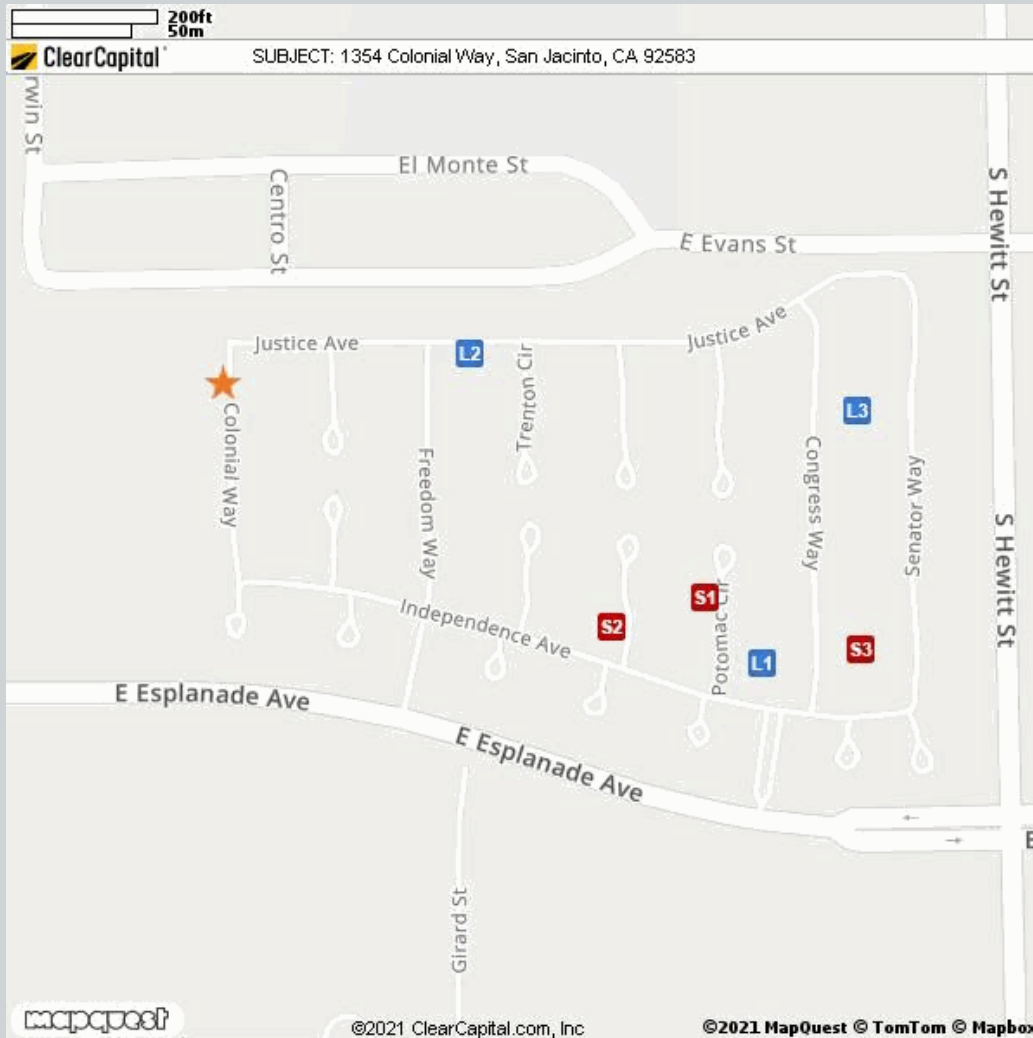 200ft
50m
ClearCapital
SUBJECT: 1354 Colonial Way, San Jacinto, CA 92583
rwin St
El Monte St
Centro St
S Hewitt St
E Evans St
Justice Ave
Justice Ave
L2
Trenton Cir
L3
Colonial Way
Freedom Way
Congress Way
Senator Way
S Hewitt St
S1
Independence Ave
S2
Potomac Cir
S3
L1
E Esplanade Ave
E Esplanade Ave
E
Girard St
mapquest
©2021 ClearCapital.com, Inc
©2021 MapQuest © TomTom © Mapbox